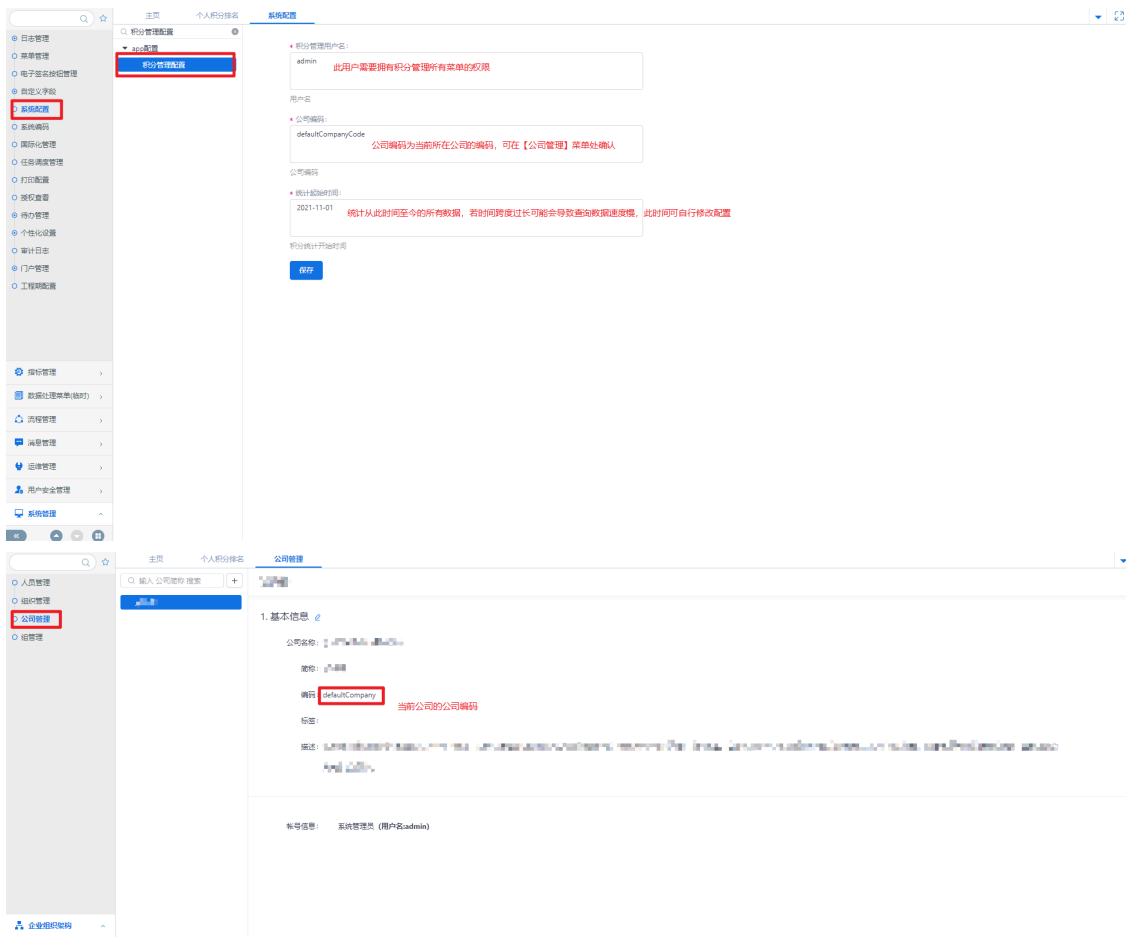 主页 个人积分排名 系统配置
日志管理
菜单管理
电子签名按钮管理
自定义字段
系统配置
系统编码
国际化管理
任务调度管理
打印配置
授权查看
待办管理
个性化设置
审计日志
门户管理
工程期配置
指标管理
数据处理菜单(临时)
流程管理
消息管理
运维管理
用户安全管理
系统管理
积分管理配置
app配置
积分管理配置
* 积分管理用户名:
admin
此用户需要拥有积分管理所有菜单的权限
用户名
* 公司编码:
defaultCompanyCode
公司编码为当前所在公司的编码，可在【公司管理】菜单处确认
公司编码
* 统计起始时间:
2021-11-01
统计从此时间至今的所有数据，若时间跨度过长可能会导致查询数据速度慢，此时间可自行修改配置
积分统计开始时间
保存
主页 个人积分排名 公司管理
人员管理
组织管理
公司管理
组管理
企业组织架构
输入 公司简称 搜索
1. 基本信息
公司名称:
简称:
编码: defaultCompany
当前公司的公司编码
标签:
描述:
帐号信息: 系统管理员 (用户名:admin)